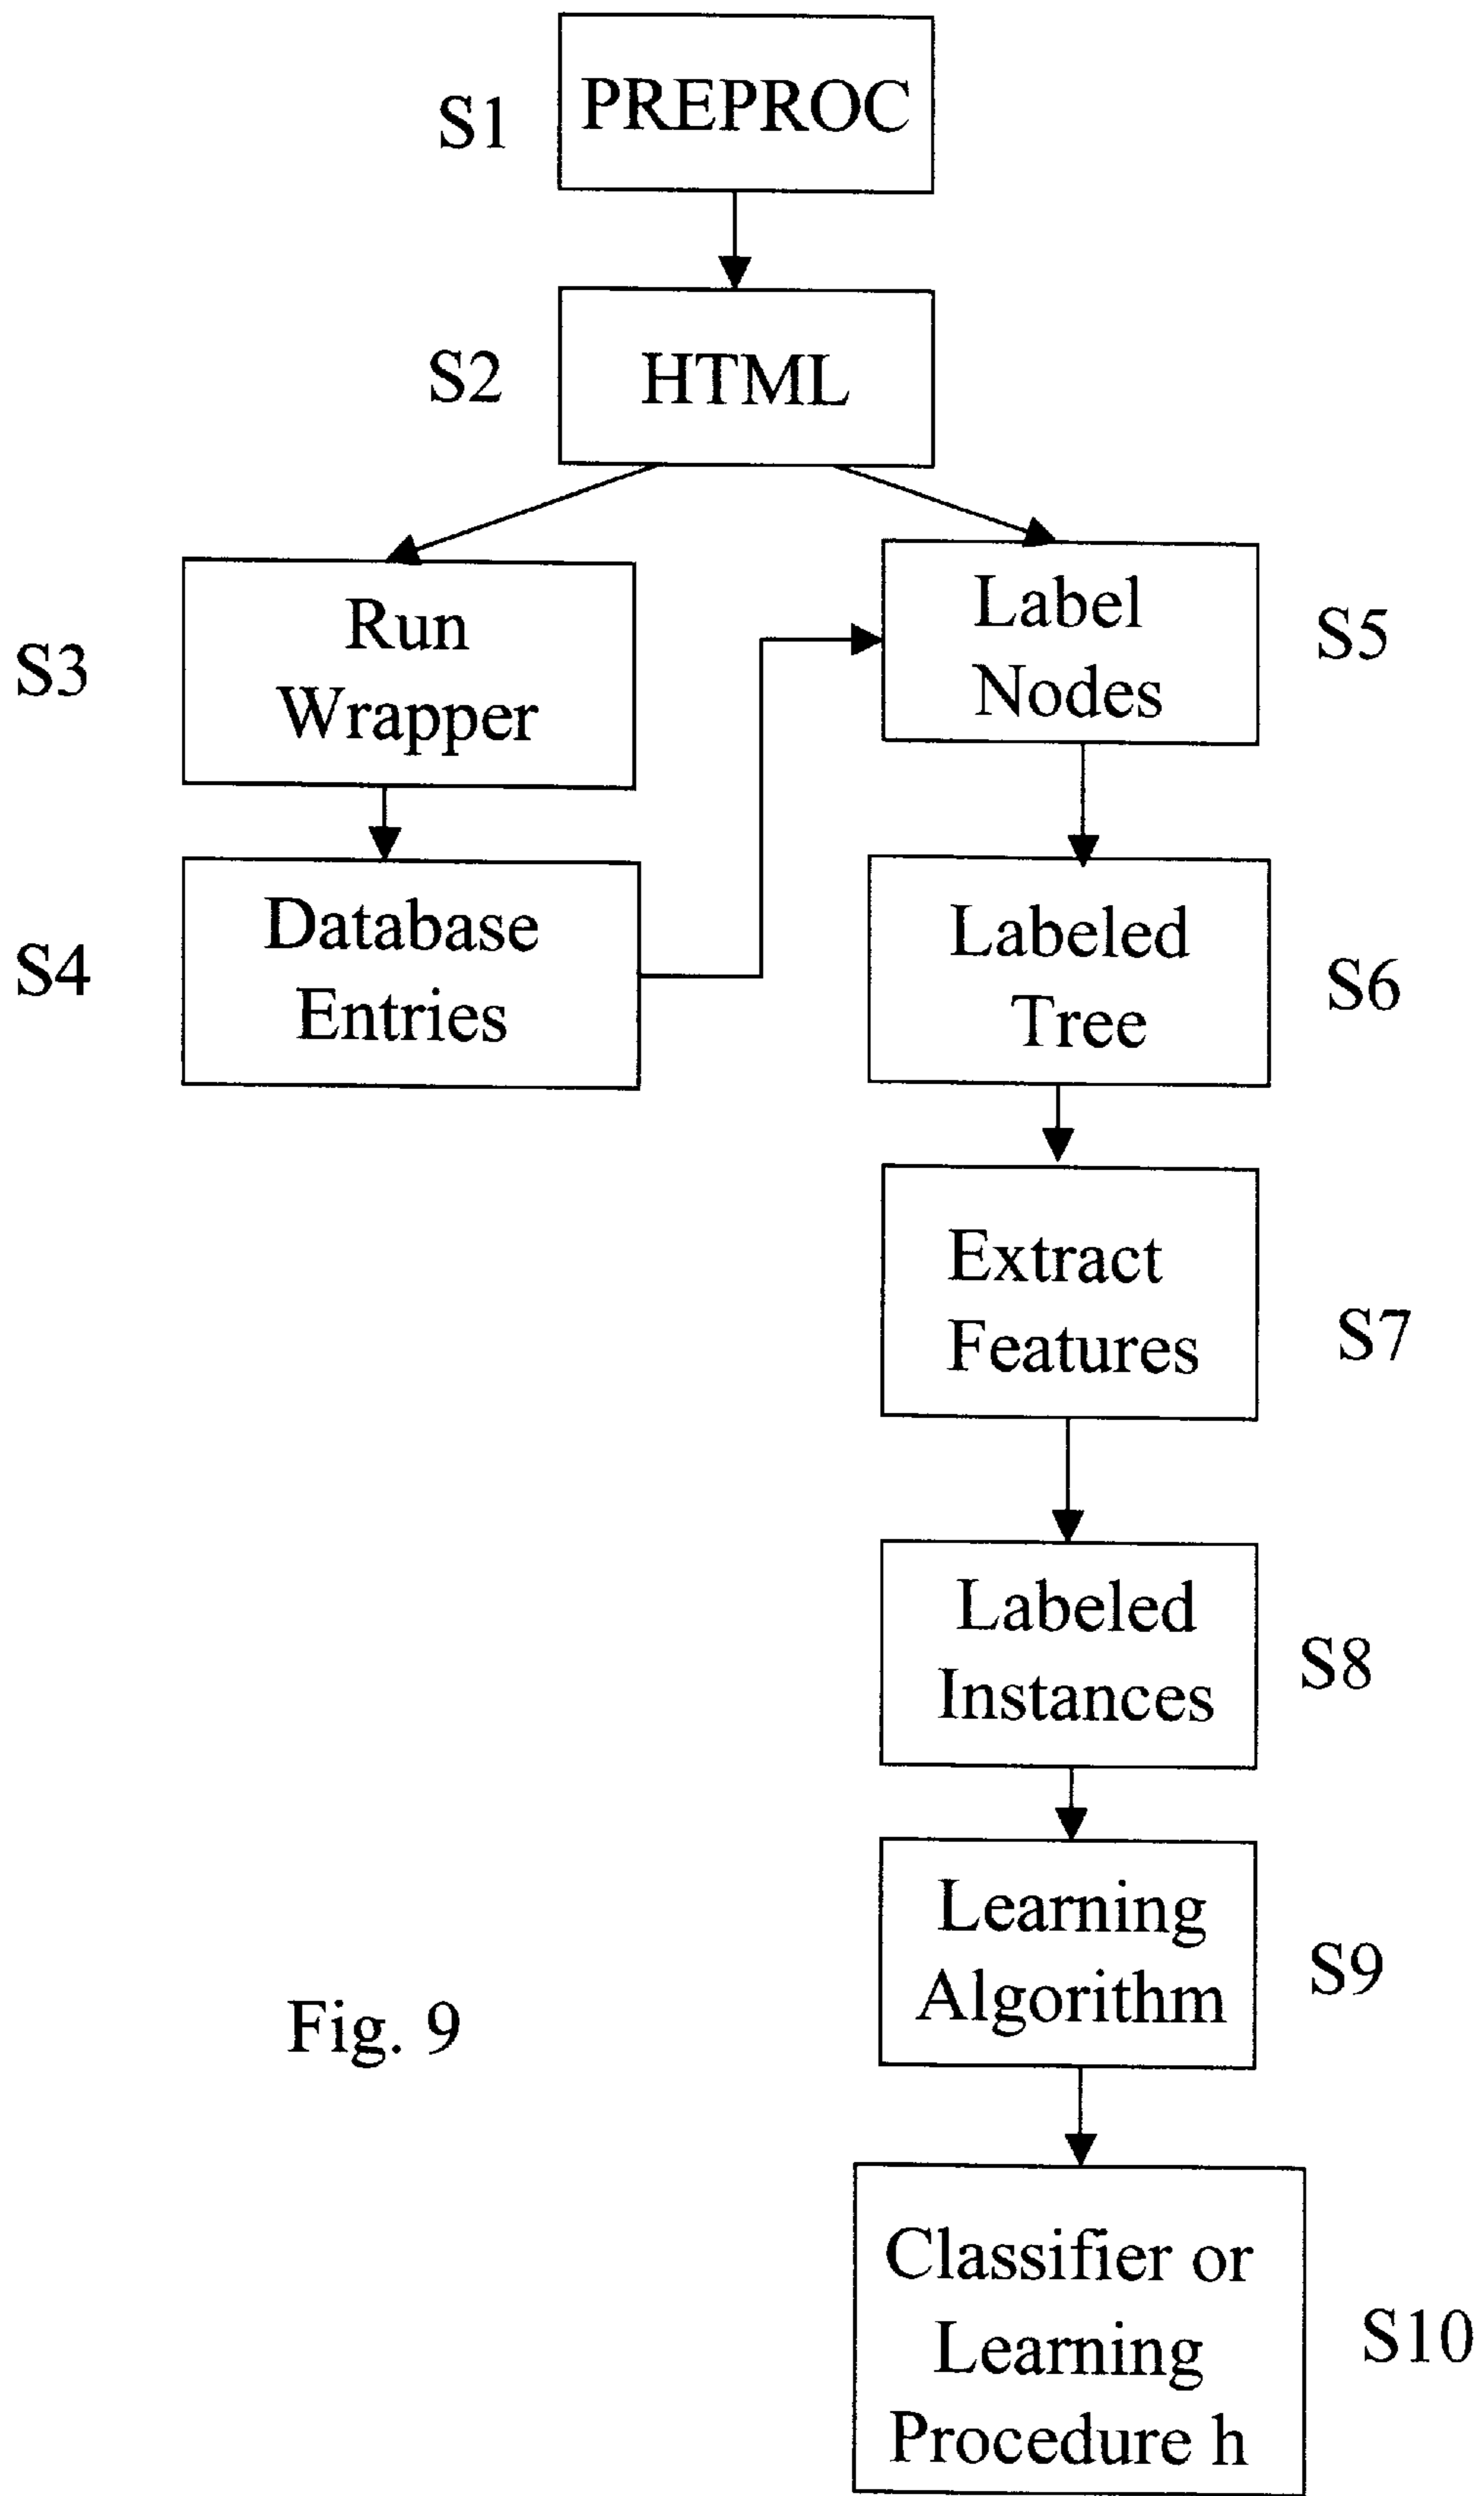 PREPROC
S1
HTML
S2
Run
Wrapper
S3
Label
Nodes
S5
Database
Entries
S4
Labeled
Tree
S6
Extract
Features
S7
Labeled
Instances
S8
Learning
Algorithm
S9
Fig. 9
Classifier or
Learning
Procedure h
S10